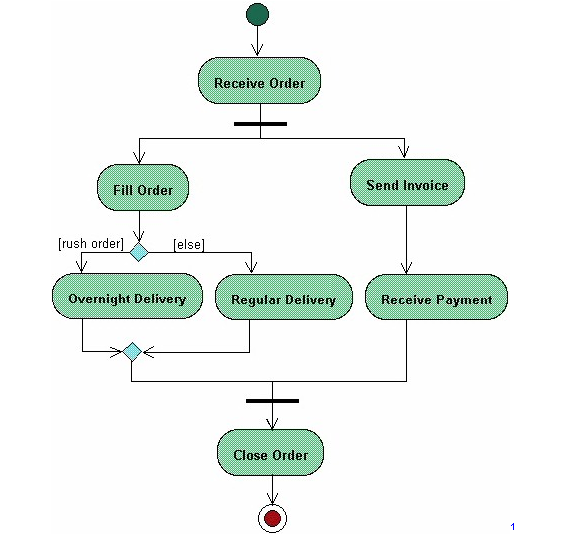 Receive Order
Fill Order
Send Invoice
[rush order]
[else]
Overnight Delivery
Regular Delivery
Receive Payment
Close Order
1